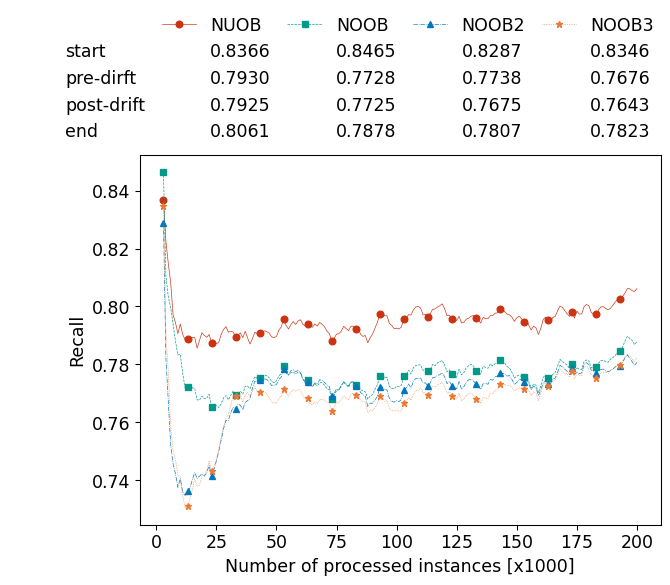 NUOB NOOB NOOB2 NOOB3
start 0.8366 0.8465 0.8287 0.8346
pre-dirft 0.7930 0.7728 0.7738 0.7676
post-drift 0.7925 0.7725 0.7675 0.7643
end 0.8061 0.7878 0.7807 0.7823
0.84
0.82
0.80
0.78
0.76
0.74
Recall
0 25 50 75 100 125 150 175 200
Number of processed instances [x1000]